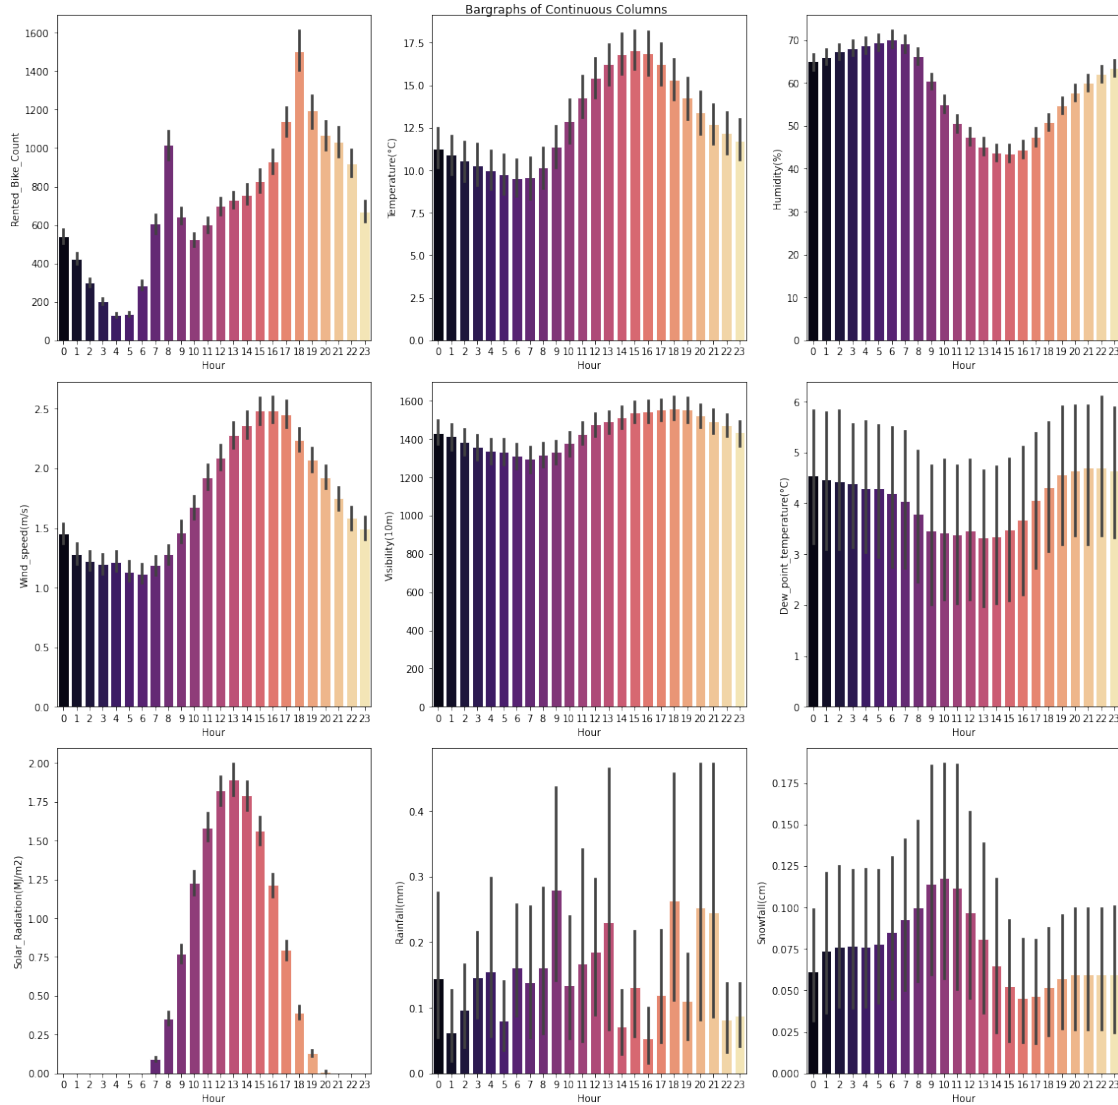 Bargraphs of Continuous Columns
1600
1400
1200
1000
800
600
400
200
0
Rented_Bike_Count
0 1 2 3 4 5 6 7 8 9 10 11 12 13 14 15 16 17 18 19 20 21 22 23
Hour
17.5
15.0
12.5
10.0
7.5
5.0
2.5
0.0
Temperature(°C)
0 1 2 3 4 5 6 7 8 9 10 11 12 13 14 15 16 17 18 19 20 21 22 23
Hour
70
60
50
40
30
20
10
0
Humidity(%)
0 1 2 3 4 5 6 7 8 9 10 11 12 13 14 15 16 17 18 19 20 21 22 23
Hour
2.5
2.0
1.5
1.0
0.5
0.0
Wind_speed(m/s)
0 1 2 3 4 5 6 7 8 9 10 11 12 13 14 15 16 17 18 19 20 21 22 23
Hour
1600
1400
1200
1000
800
600
400
200
0
Visibility(10m)
0 1 2 3 4 5 6 7 8 9 10 11 12 13 14 15 16 17 18 19 20 21 22 23
Hour
6
5
4
3
2
1
0
Dew_point_temperature(°C)
0 1 2 3 4 5 6 7 8 9 10 11 12 13 14 15 16 17 18 19 20 21 22 23
Hour
2.00
1.75
1.50
1.25
1.00
0.75
0.50
0.25
0.00
Solar_Radiation(MJ/m2)
0 1 2 3 4 5 6 7 8 9 10 11 12 13 14 15 16 17 18 19 20 21 22 23
Hour
0.4
0.3
0.2
0.1
0.0
Rainfall(mm)
0 1 2 3 4 5 6 7 8 9 10 11 12 13 14 15 16 17 18 19 20 21 22 23
Hour
0.175
0.150
0.125
0.100
0.075
0.050
0.025
0.000
Snowfall(cm)
0 1 2 3 4 5 6 7 8 9 10 11 12 13 14 15 16 17 18 19 20 21 22 23
Hour